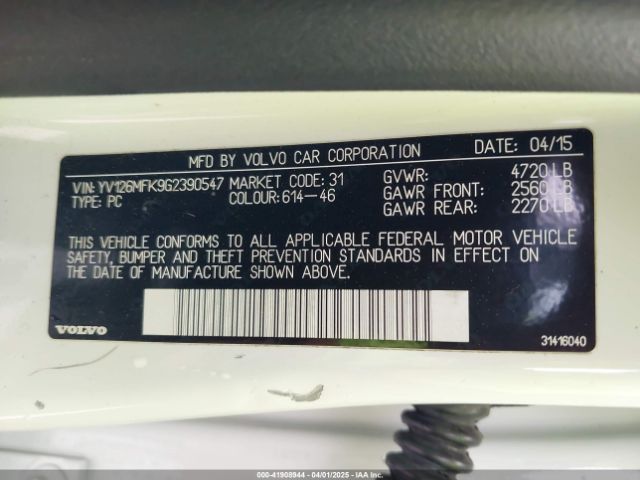 MFD BY VOLVO CAR CORPORATION DATE: 04/15
VIN: YV126MFK9G2390547 MARKET CODE: 31 GVWR: 4720 LB
TYPE: PC COLOUR: 614-46 GAWR FRONT: 2560 LB
GAWR REAR: 2270 LB
THIS VEHICLE CONFORMS TO ALL APPLICABLE FEDERAL MOTOR VEHICLE
SAFETY, BUMPER AND THEFT PREVENTION STANDARDS IN EFFECT ON
THE DATE OF MANUFACTURE SHOWN ABOVE.
VOLVO
31416040
000-41908944 04/01/2025 IAAI.COM